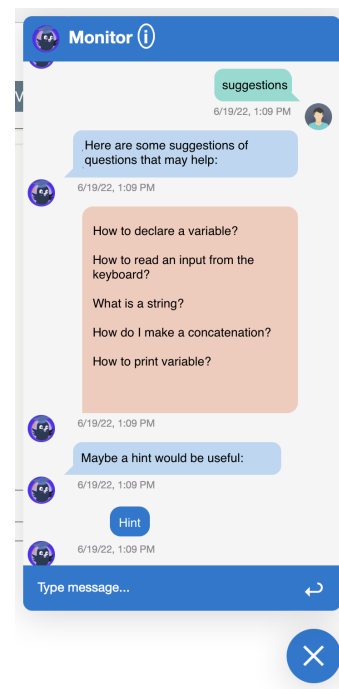 Monitor i
suggestions
6/19/22, 1:09 PM
Here are some suggestions of
questions that may help:
6/19/22, 1:09 PM
How to declare a variable?
How to read an input from the
keyboard?
What is a string?
How do I make a concatenation?
How to print variable?
6/19/22, 1:09 PM
Maybe a hint would be useful:
6/19/22, 1:09 PM
Hint
6/19/22, 1:09 PM
Type message...